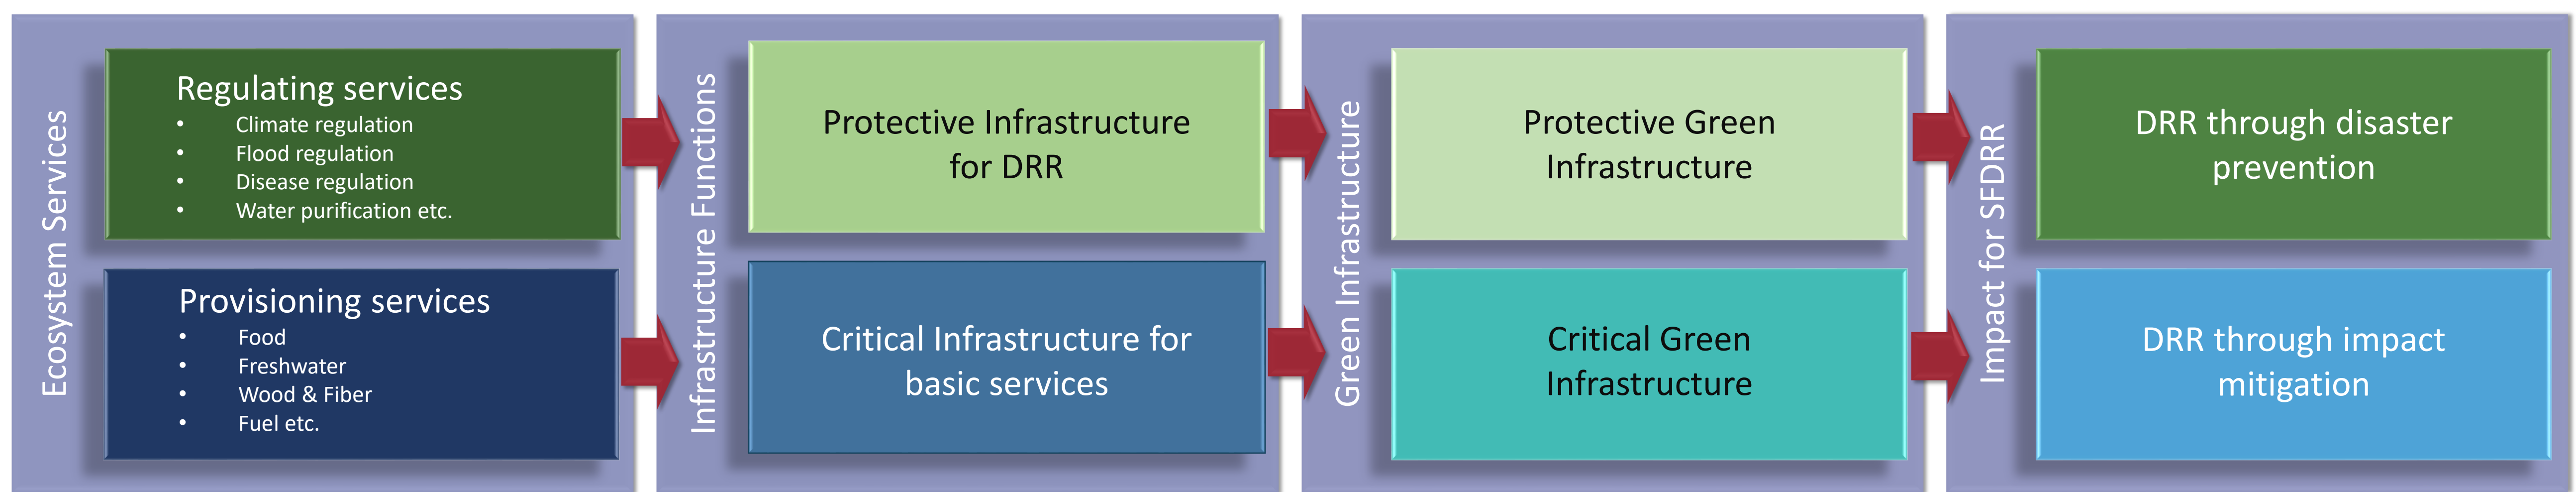 Ecosystem Services
Regulating services
• Climate regulation
• Flood regulation
• Disease regulation
• Water purification etc.
Provisioning services
• Food
• Freshwater
• Wood & Fiber
• Fuel etc.
Infrastructure Functions
Protective Infrastructure
for DRR
Critical Infrastructure for
basic services
Green Infrastructure
Protective Green
Infrastructure
Critical Green
Infrastructure
Impact for SFDRR
DRR through disaster
prevention
DRR through impact
mitigation